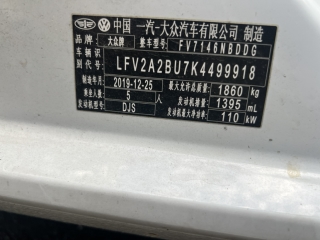 中国 一汽-大众汽车有限公司 制造
品牌: 大众牌 整车型号: FV7146NBDDG
车辆识别代号: LFV2A2BU7K4499918
制造年月: 2019-12-25 最大允许总质量: 1860 kg
乘坐人数: 5 人 发动机排量: 1395 mL
发动机型号: DJS 发动机最大净功率: 110 kW